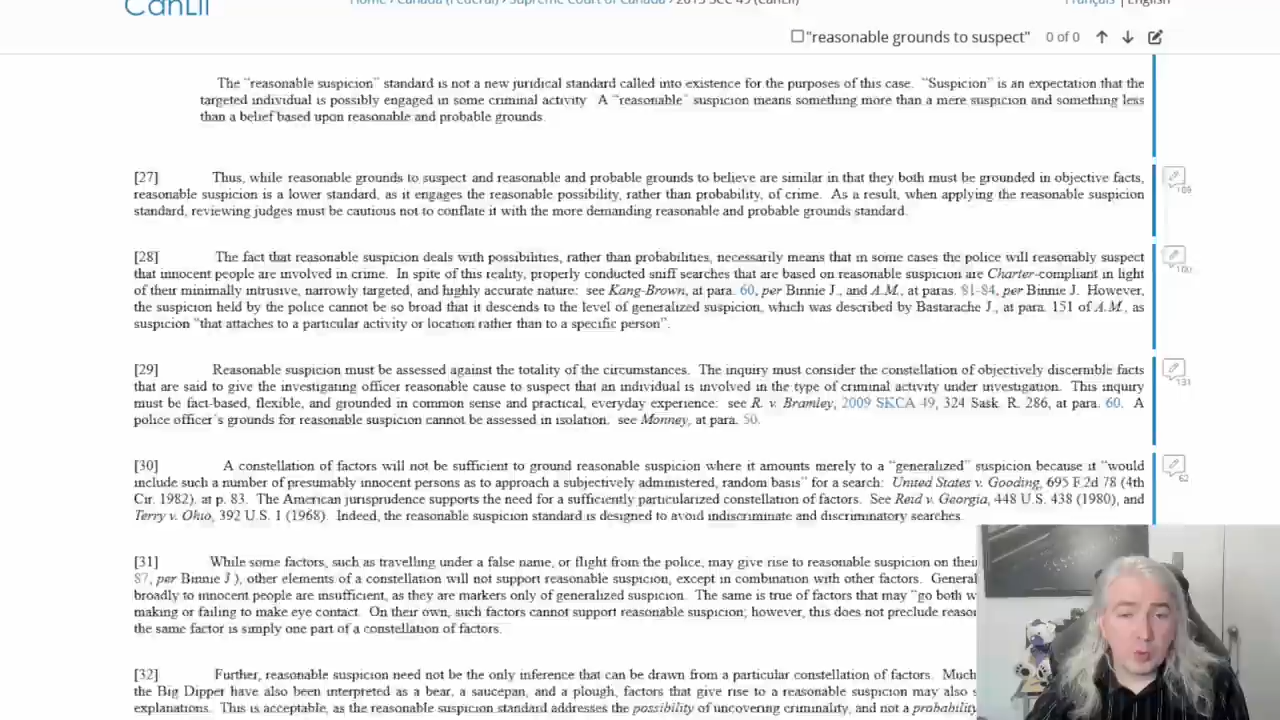 CanLII
Home › Canada (Federal) › Supreme Court of Canada › 2013 SCC 49 (CanLII)
Français | English
"reasonable grounds to suspect" 0 of 0
The "reasonable suspicion" standard is not a new juridical standard called into existence for the purposes of this case. "Suspicion" is an expectation that the
targeted individual is possibly engaged in some criminal activity. A "reasonable" suspicion means something more than a mere suspicion and something less
than a belief based upon reasonable and probable grounds.
[27] Thus, while reasonable grounds to suspect and reasonable and probable grounds to believe are similar in that they both must be grounded in objective facts,
reasonable suspicion is a lower standard, as it engages the reasonable possibility, rather than probability, of crime. As a result, when applying the reasonable suspicion
standard, reviewing judges must be cautious not to conflate it with the more demanding reasonable and probable grounds standard.
109
[28] The fact that reasonable suspicion deals with possibilities, rather than probabilities, necessarily means that in some cases the police will reasonably suspect
that innocent people are involved in crime. In spite of this reality, properly conducted sniff searches that are based on reasonable suspicion are Charter-compliant in light
of their minimally intrusive, narrowly targeted, and highly accurate nature: see Kang-Brown, at para. 60, per Binnie J., and A.M., at paras. 81-84, per Binnie J. However,
the suspicion held by the police cannot be so broad that it descends to the level of generalized suspicion, which was described by Bastarache J., at para. 151 of A.M., as
suspicion "that attaches to a particular activity or location rather than to a specific person".
100
[29] Reasonable suspicion must be assessed against the totality of the circumstances. The inquiry must consider the constellation of objectively discernible facts
that are said to give the investigating officer reasonable cause to suspect that an individual is involved in the type of criminal activity under investigation. This inquiry
must be fact-based, flexible, and grounded in common sense and practical, everyday experience: see R. v. Bramley, 2009 SKCA 49, 324 Sask. R. 286, at para. 60. A
police officer's grounds for reasonable suspicion cannot be assessed in isolation: see Monney, at para. 50.
131
[30] A constellation of factors will not be sufficient to ground reasonable suspicion where it amounts merely to a "generalized" suspicion because it "would
include such a number of presumably innocent persons as to approach a subjectively administered, random basis" for a search: United States v. Gooding, 695 F.2d 78 (4th
Cir. 1982), at p. 83. The American jurisprudence supports the need for a sufficiently particularized constellation of factors. See Reid v. Georgia, 448 U.S. 438 (1980), and
Terry v. Ohio, 392 U.S. 1 (1968). Indeed, the reasonable suspicion standard is designed to avoid indiscriminate and discriminatory searches.
62
[31] While some factors, such as travelling under a false name, or flight from the police, may give rise to reasonable suspicion on their
87, per Binnie J.), other elements of a constellation will not support reasonable suspicion, except in combination with other factors. General
broadly to innocent people are insufficient, as they are markers only of generalized suspicion. The same is true of factors that may "go both w
making or failing to make eye contact. On their own, such factors cannot support reasonable suspicion; however, this does not preclude reaso
the same factor is simply one part of a constellation of factors.
[32] Further, reasonable suspicion need not be the only inference that can be drawn from a particular constellation of factors. Much
the Big Dipper have also been interpreted as a bear, a saucepan, and a plough, factors that give rise to a reasonable suspicion may also s
explanations. This is acceptable, as the reasonable suspicion standard addresses the possibility of uncovering criminality, and not a probability